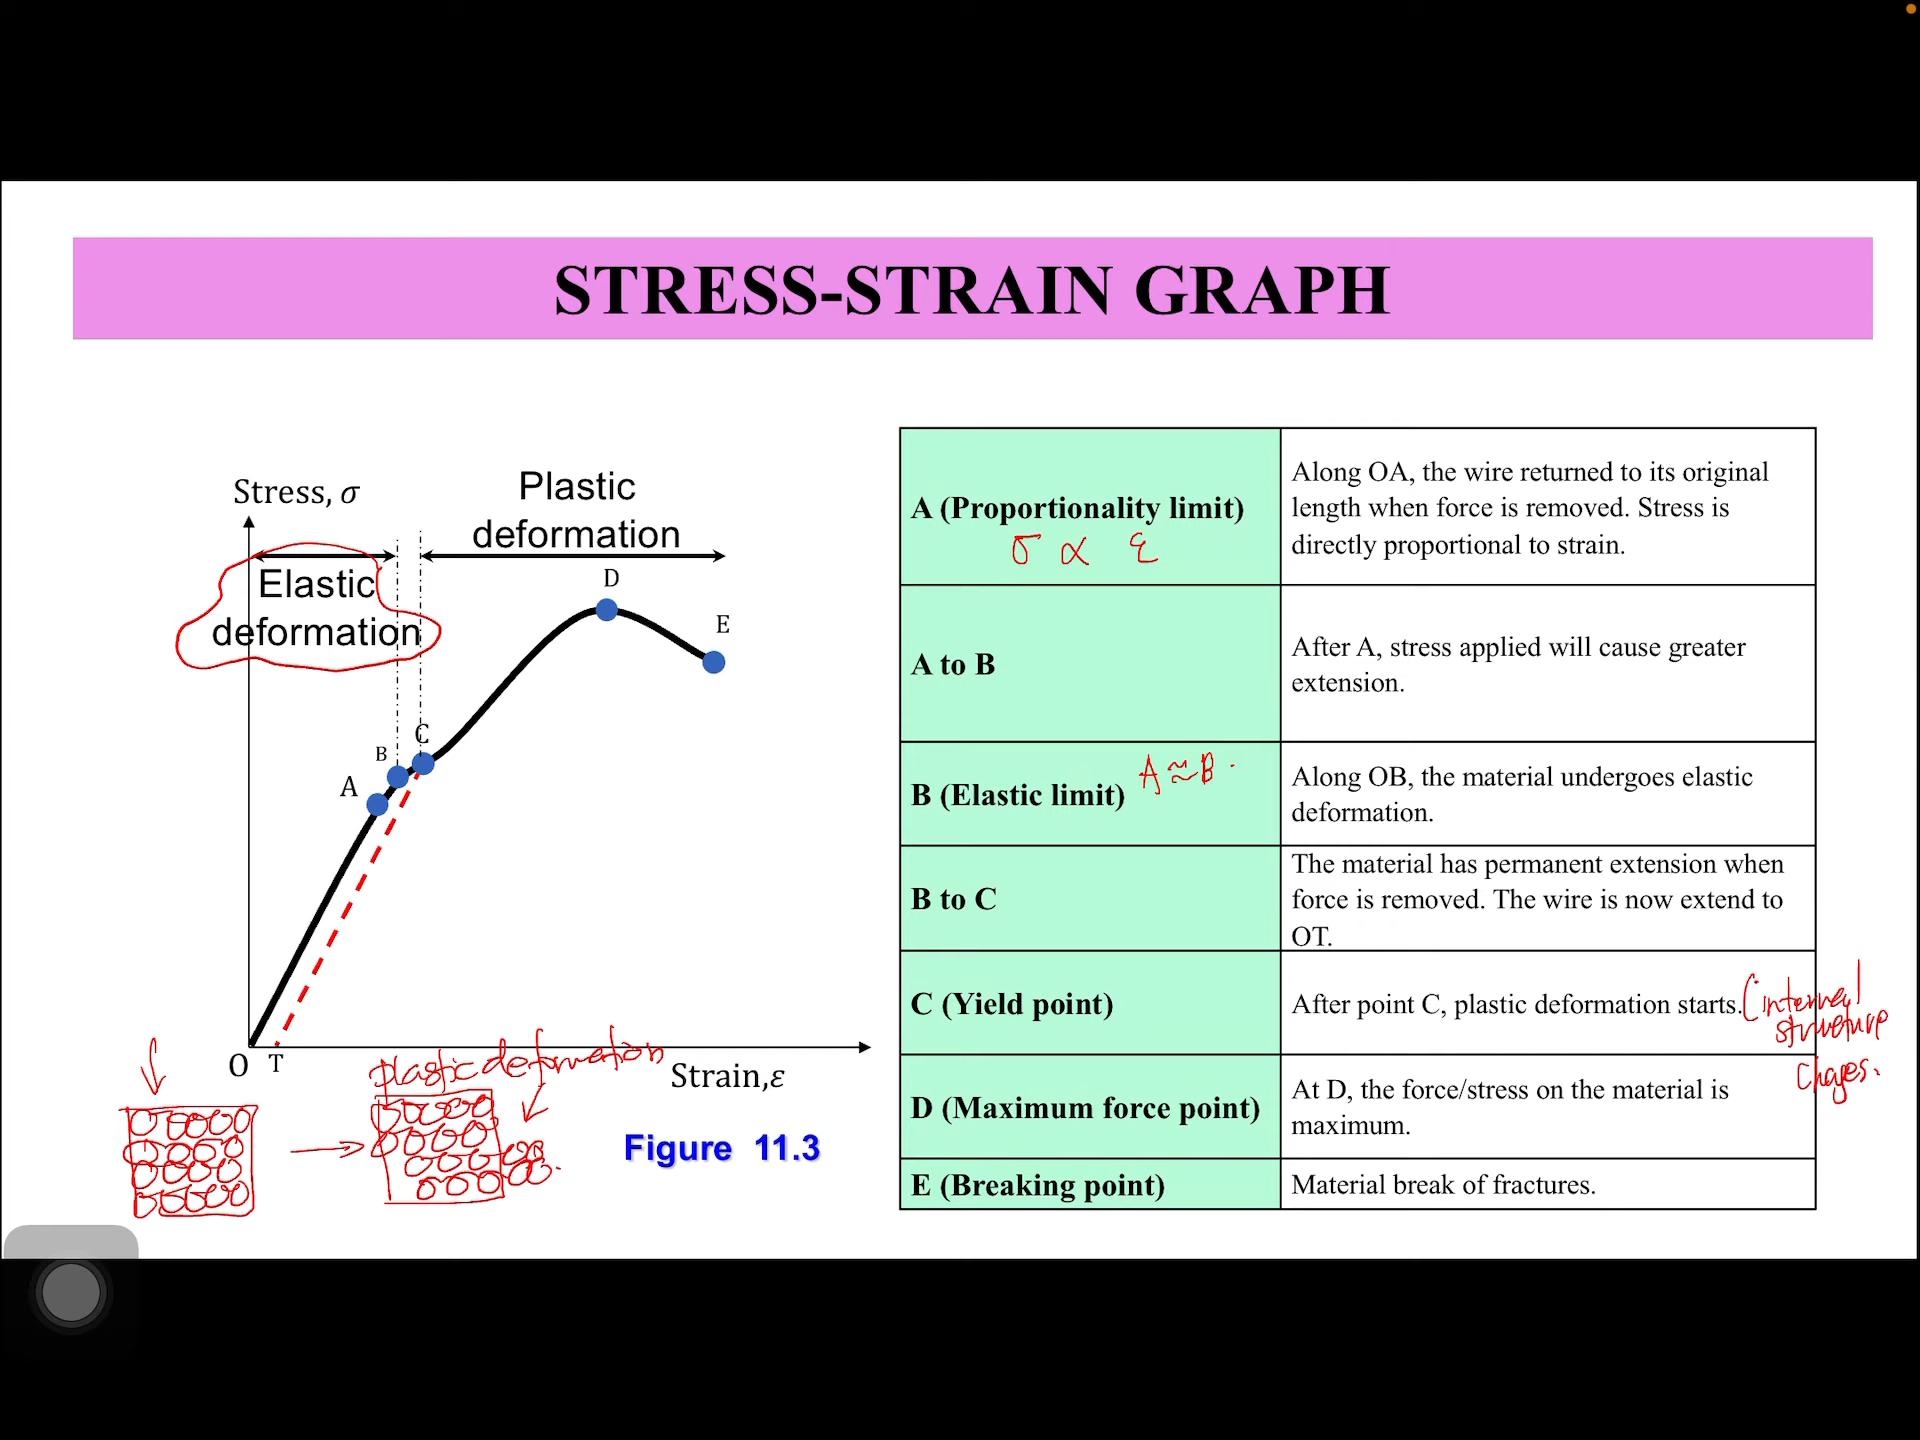 STRESS-STRAIN GRAPH
Stress, σ
Plastic
deformation
Elastic
deformation
D
E
C
B
A
O
T
Strain,ε
plastic deformation
Figure 11.3
A (Proportionality limit)
σ ∝ ε
Along OA, the wire returned to its original
length when force is removed. Stress is
directly proportional to strain.
A to B
After A, stress applied will cause greater
extension.
B (Elastic limit)
A ≈ B
Along OB, the material undergoes elastic
deformation.
B to C
The material has permanent extension when
force is removed. The wire is now extend to
OT.
C (Yield point)
After point C, plastic deformation starts.
(internal
structure
chages.
D (Maximum force point)
At D, the force/stress on the material is
maximum.
E (Breaking point)
Material break of fractures.